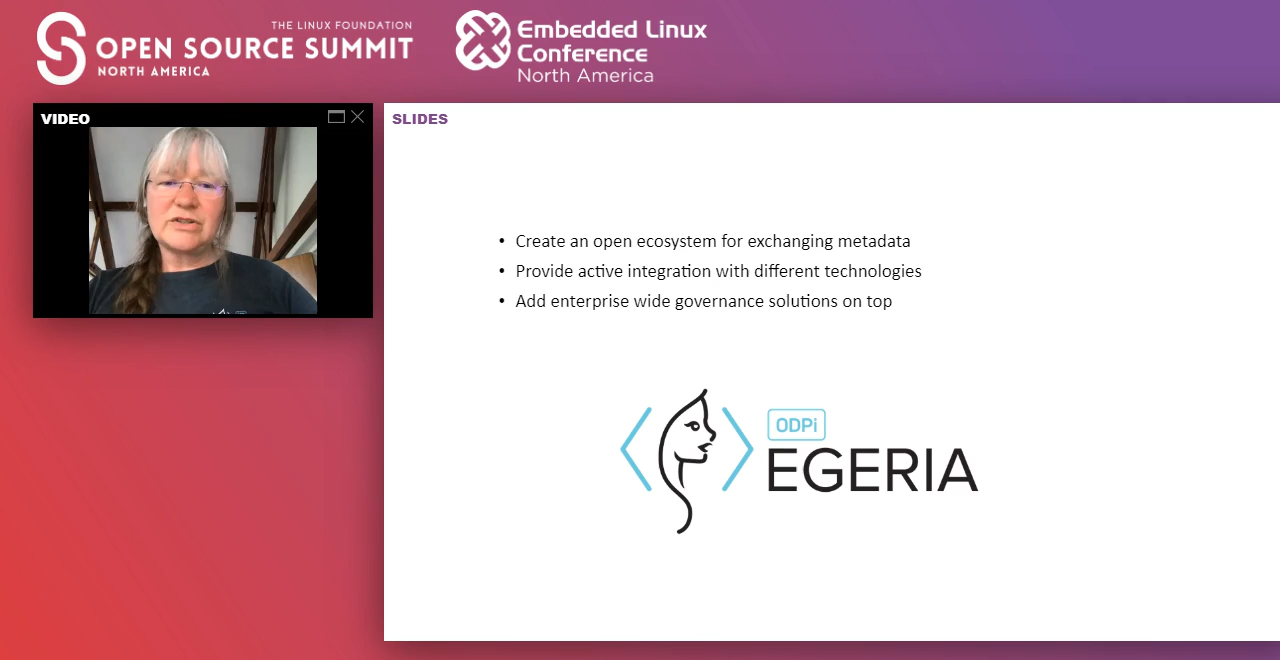 THE LINUX FOUNDATION
OPEN SOURCE SUMMIT
NORTH AMERICA
Embedded Linux
Conference
North America
VIDEO
SLIDES
• Create an open ecosystem for exchanging metadata
• Provide active integration with different technologies
• Add enterprise wide governance solutions on top
ODPi
EGERIA